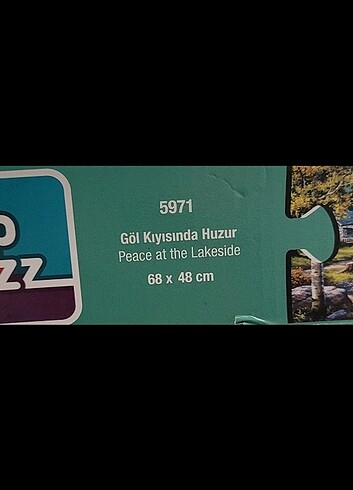 5971
Göl Kıyısında Huzur
Peace at the Lakeside
68 x 48 cm